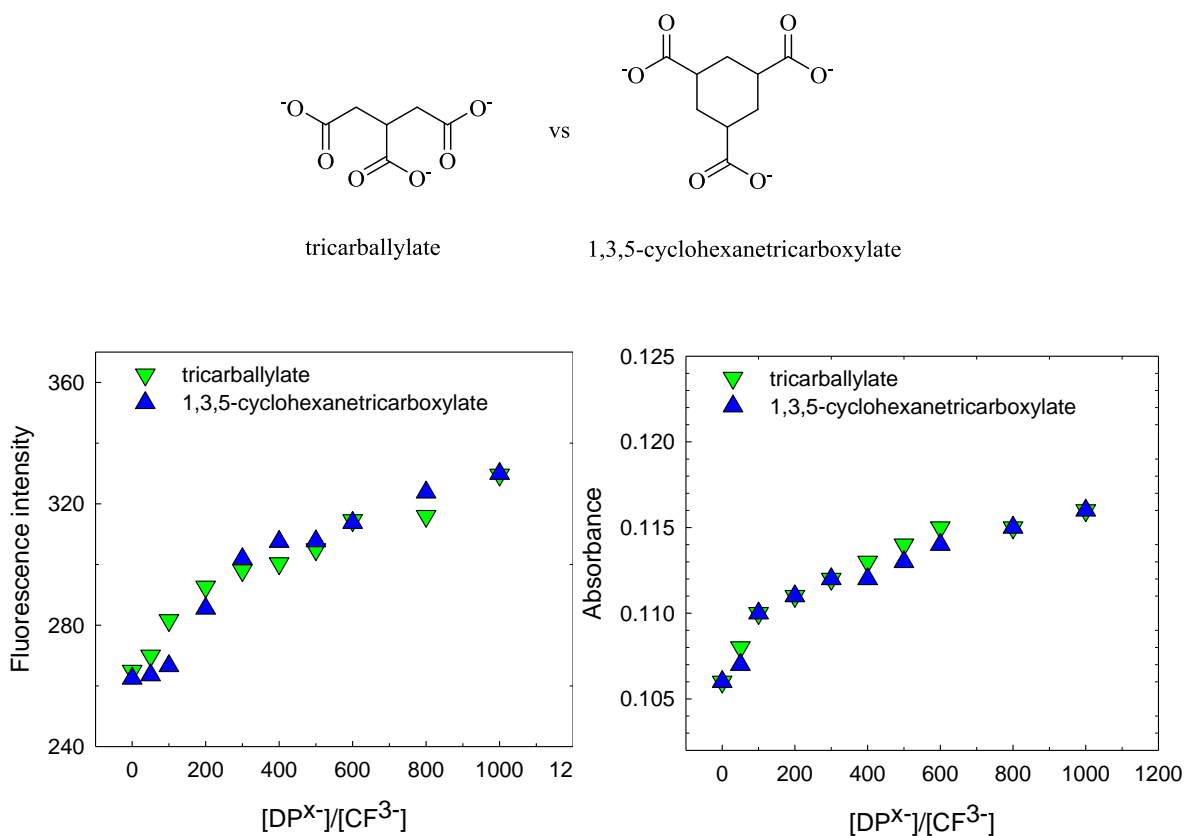 O
O
⁻O
O⁻
⁻O
O⁻
O
O⁻
O
O
vs
O
O⁻
tricarballylate
1,3,5-cyclohexanetricarboxylate
tricarballylate
1,3,5-cyclohexanetricarboxylate
Fluorescence intensity
360
320
280
240
0 200 400 600 800 1000 12
[DPˣ⁻]/[CF³⁻]
tricarballylate
1,3,5-cyclohexanetricarboxylate
Absorbance
0.125
0.120
0.115
0.110
0.105
0 200 400 600 800 1000 1200
[DPˣ⁻]/[CF³⁻]